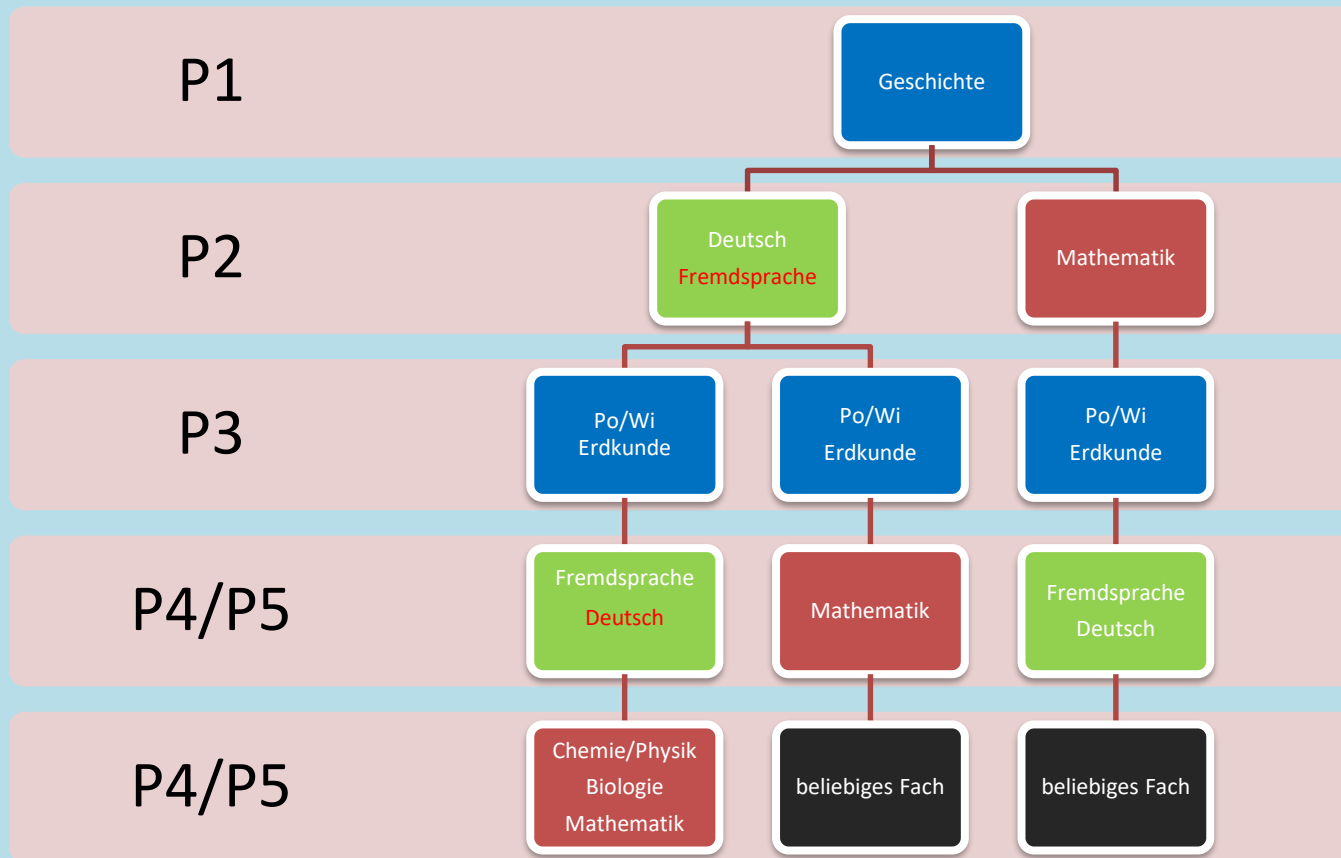 P1
Geschichte
P2
Deutsch
Fremdsprache
Mathematik
P3
Po/Wi
Erdkunde
Po/Wi
Erdkunde
Po/Wi
Erdkunde
P4/P5
Fremdsprache
Deutsch
Mathematik
Fremdsprache
Deutsch
P4/P5
Chemie/Physik
Biologie
Mathematik
beliebiges Fach
beliebiges Fach